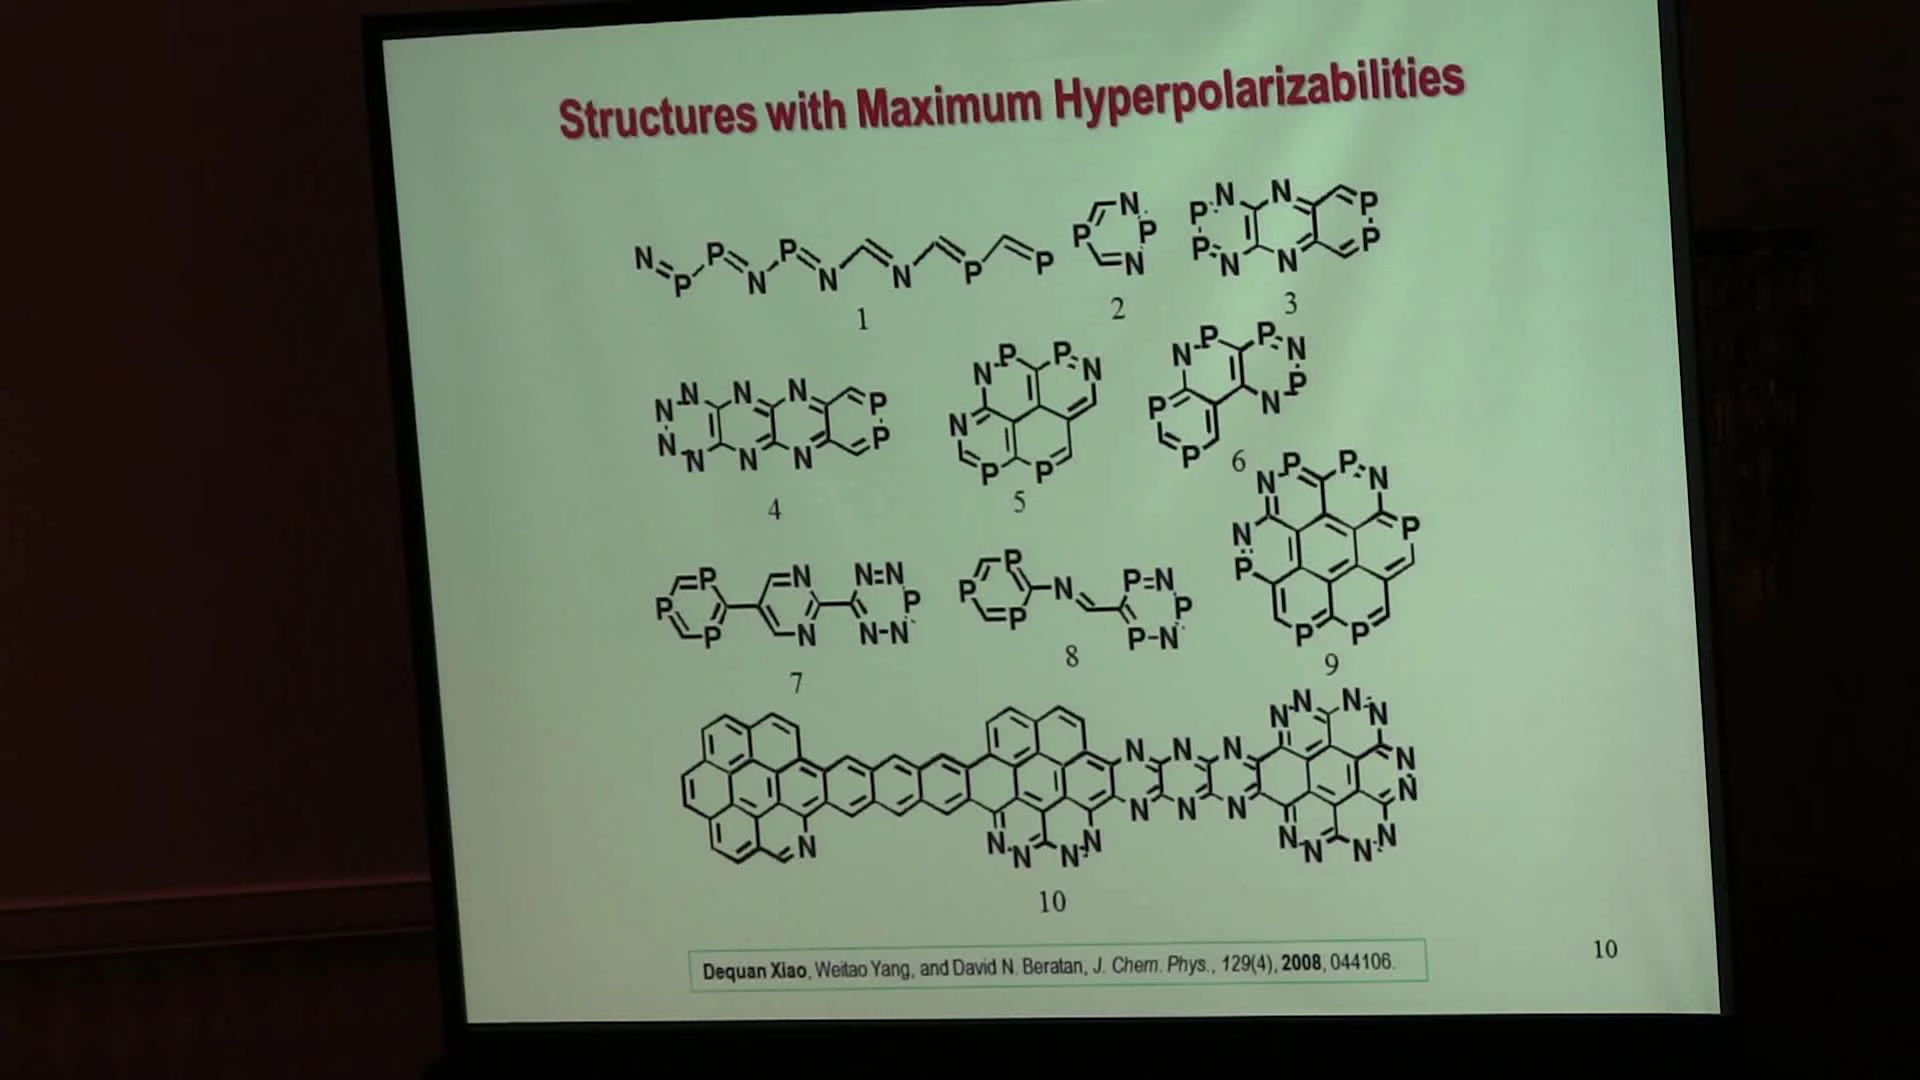 Structures with Maximum Hyperpolarizabilities
N P P N P N N P P
1
P N P N
2
P N N P P N N P
3
N N N N P N N N N P
4
N P P N N P P
5
N P P N P N P P
6
P P P N N N=N P N-N
7
P P P N P=N P P-N
8
N P P N N P P P P
9
N N N N N N N N N N N N N N N N N N N N N
10
Dequan Xiao, Weitao Yang, and David N. Beratan, J. Chem. Phys., 129(4), 2008, 044106.
10